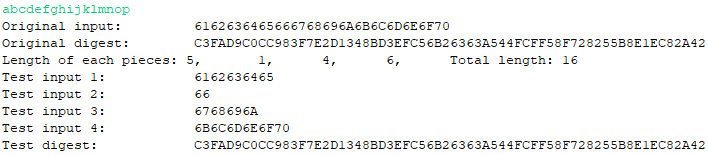 abcdefghijklmnop
Original input: 6162636465666768696A6B6C6D6E6F70
Original digest: C3FAD9C0CC983F7E2D1348BD3EFC56B26363A544FCFF58F728255B8E1EC82A42
Length of each pieces: 5, 1, 4, 6, Total length: 16
Test input 1: 6162636465
Test input 2: 66
Test input 3: 6768696A
Test input 4: 6B6C6D6E6F70
Test digest: C3FAD9C0CC983F7E2D1348BD3EFC56B26363A544FCFF58F728255B8E1EC82A42